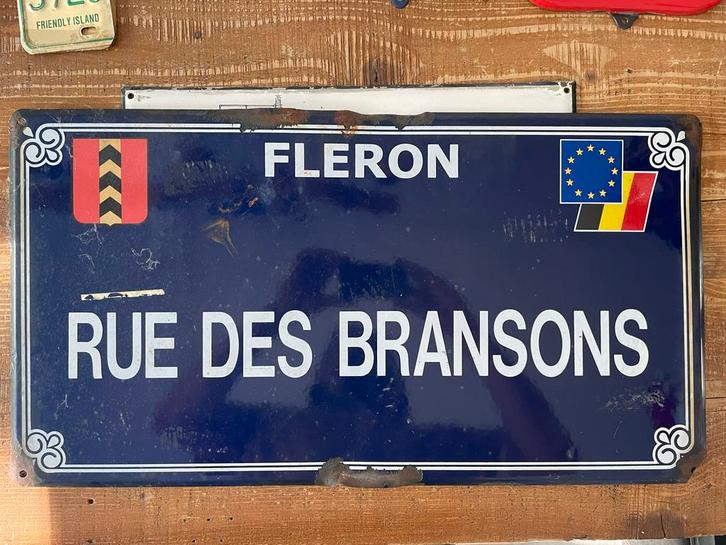 FRIENDLY ISLAND
FLERON
RUE DES BRANSONS